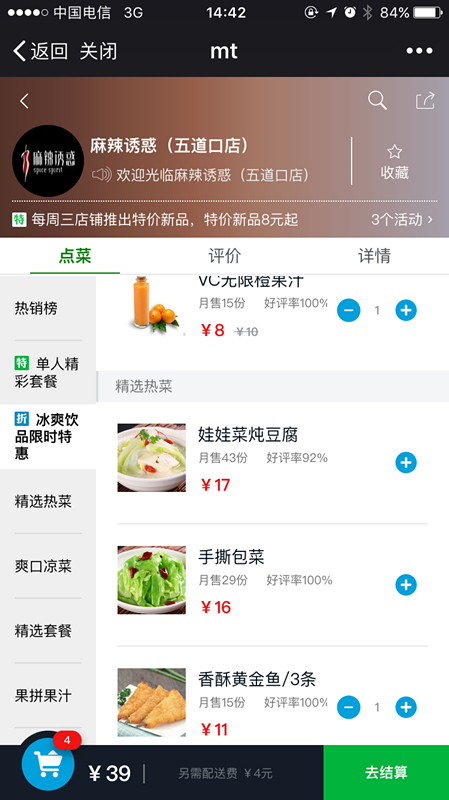 中国电信 3G 14:42 84%
返回 关闭 mt
麻辣诱惑
spice spirit
麻辣诱惑（五道口店）
欢迎光临麻辣诱惑（五道口店）
收藏
特 每周三店铺推出特价新品，特价新品8元起 3个活动
点菜 评价 详情
热销榜
特 单人精
彩套餐
折 冰爽饮
品限时特
惠
精选热菜
爽口凉菜
精选套餐
果拼果汁
VC无限橙果汁
月售15份 好评率100%
￥8 ￥10 1
精选热菜
娃娃菜炖豆腐
月售43份 好评率92%
￥17
手撕包菜
月售29份 好评率100%
￥16
香酥黄金鱼/3条
月售15份 好评率100%
￥11 1
4
￥39 另需配送费 ￥4元 去结算